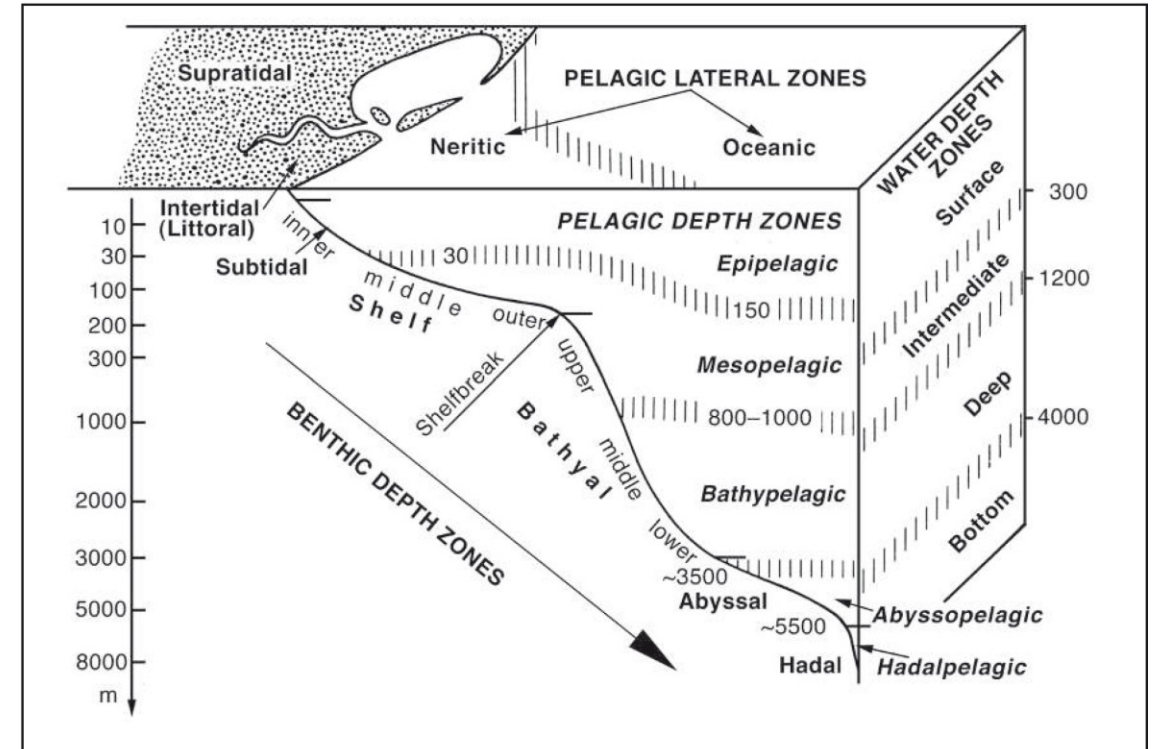 Supratidal
PELAGIC LATERAL ZONES
Neritic
Oceanic
WATER DEPTH
ZONES
Surface
300
Intermediate
1200
Deep
4000
Bottom
Intertidal
(Littoral)
Subtidal
inner
middle
outer
Shelf
Shelfbreak
upper
middle
lower
Bathyal
BENTHIC DEPTH ZONES
PELAGIC DEPTH ZONES
30
Epipelagic
150
Mesopelagic
800–1000
Bathypelagic
~3500
Abyssal
Abyssopelagic
~5500
Hadal
Hadalpelagic
10
30
100
200
300
1000
2000
3000
5000
8000
m